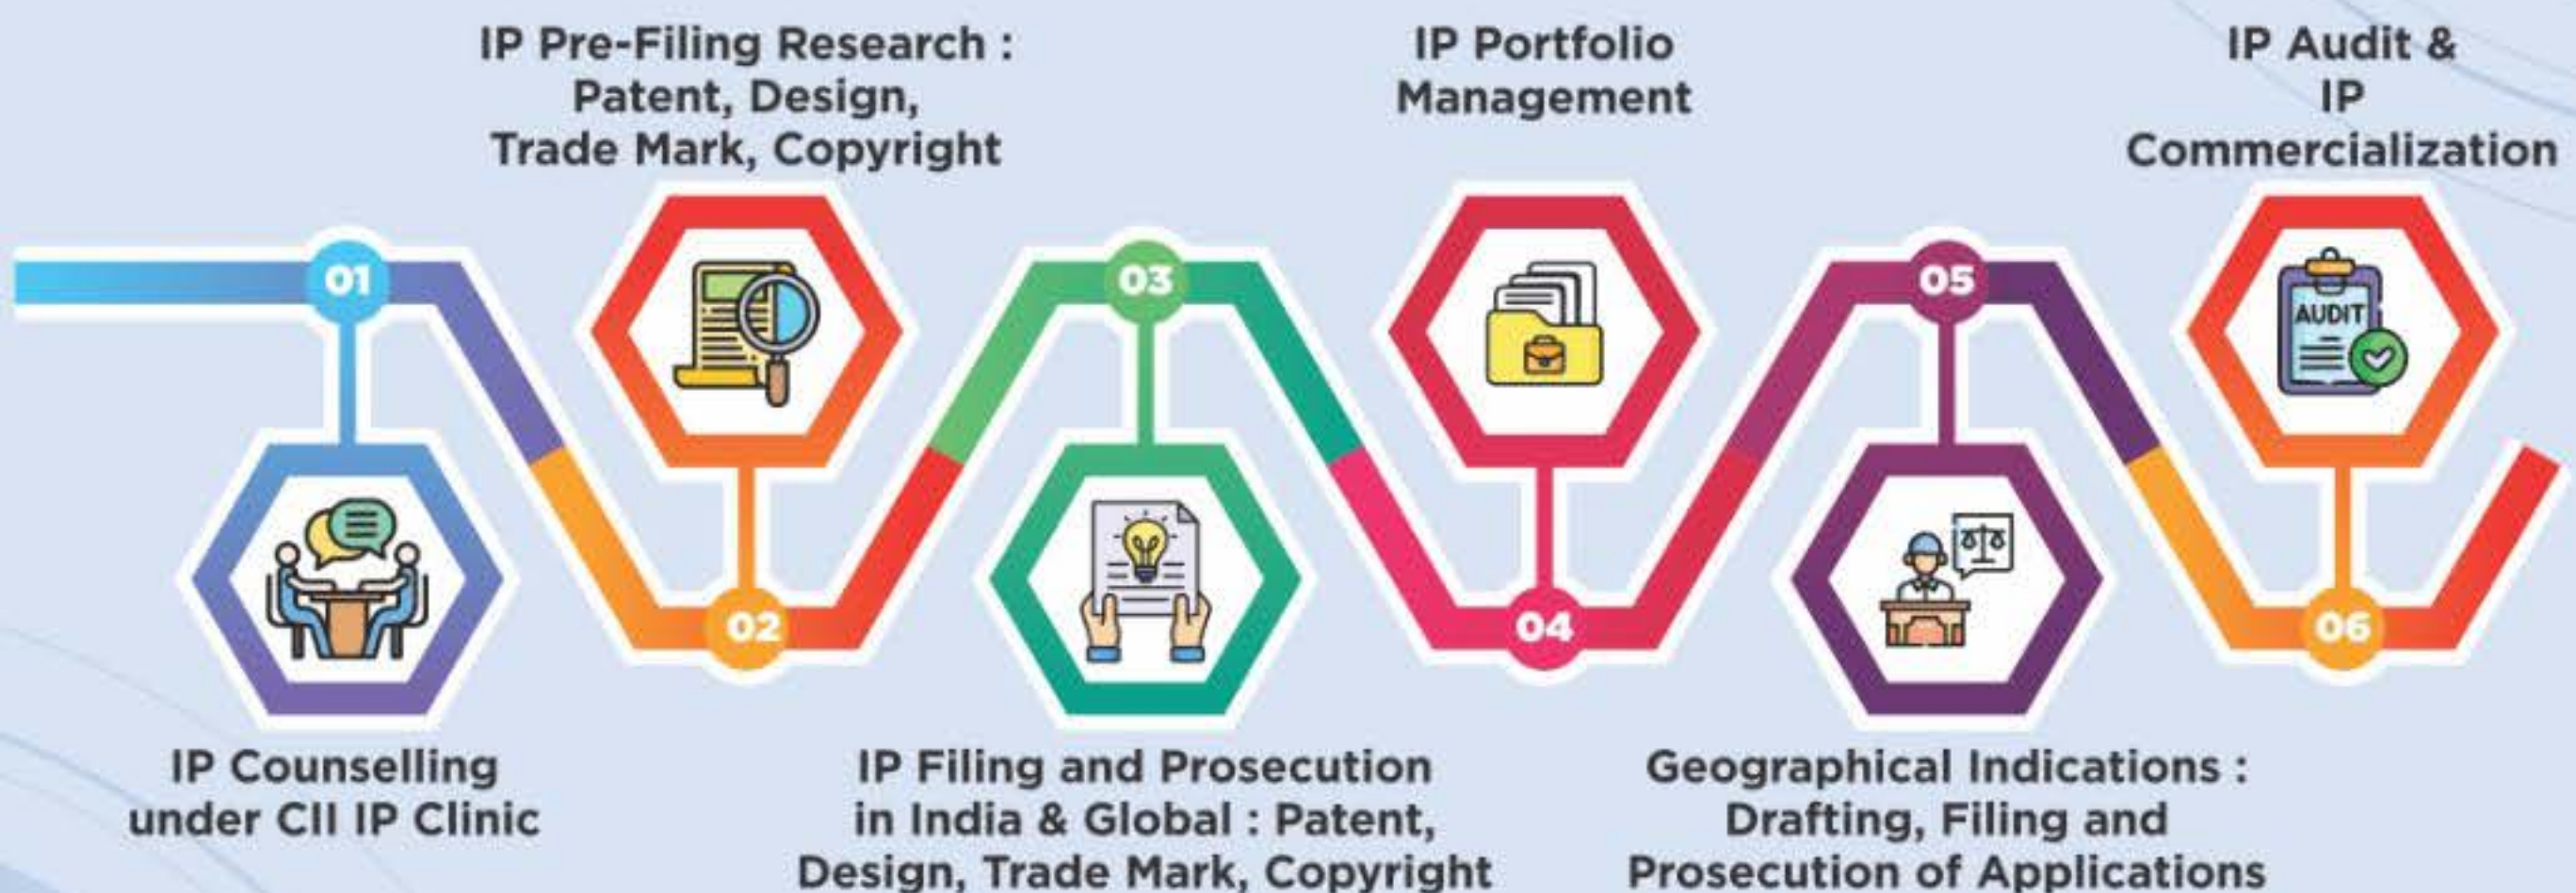 01
IP Counselling
under CII IP Clinic
IP Pre-Filing Research :
Patent, Design,
Trade Mark, Copyright
02
03
IP Filing and Prosecution
in India & Global : Patent,
Design, Trade Mark, Copyright
IP Portfolio
Management
04
05
Geographical Indications :
Drafting, Filing and
Prosecution of Applications
IP Audit &
IP
Commercialization
AUDIT
06